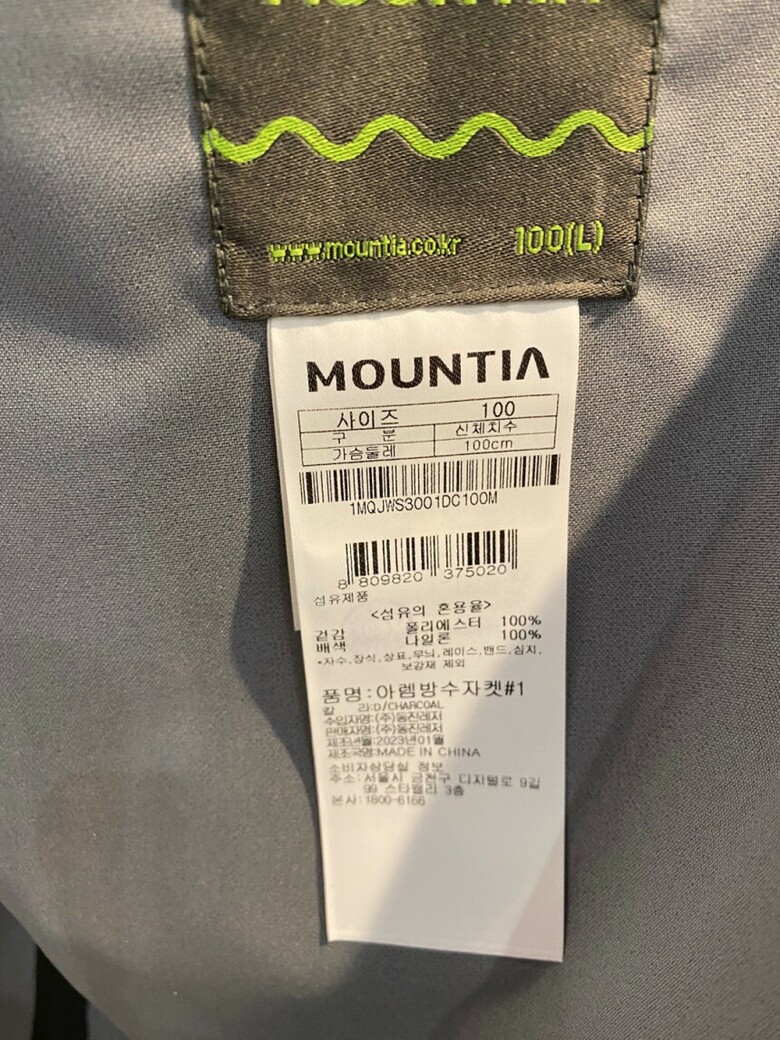 MOUNTIA
www.mountia.co.kr 100(L)
MOUNTIA
사이즈 100
구 분 신체치수
가슴둘레 100cm
1MQJWS3001DC100M
8 809820 375020
섬유제품
<섬유의 혼용율>
겉감 폴리에스터 100%
배색 나일론 100%
*자수,장식,상표,무늬,레이스,밴드,심지,
보강재 제외
품명:아렘방수자켓#1
칼 라:D/CHARCOAL
수입자명:(주)동진레저
판매자명:(주)동진레저
제조년월:2023년01월
제조국명:MADE IN CHINA
소비자상담실 정보
주소:서울시 금천구 디지털로 9길
99 스타밸리 3층
본사:1600-6166